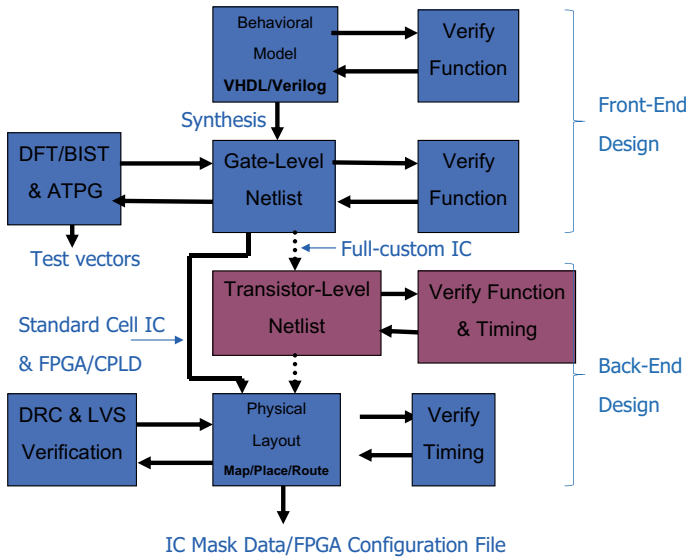 Behavioral
Model
VHDL/Verilog
Verify
Function
Front-End
Design
Synthesis
DFT/BIST
& ATPG
Gate-Level
Netlist
Verify
Function
Test vectors
Full-custom IC
Transistor-Level
Netlist
Verify Function
& Timing
Standard Cell IC
& FPGA/CPLD
Back-End
Design
DRC & LVS
Verification
Physical
Layout
Map/Place/Route
Verify
Timing
IC Mask Data/FPGA Configuration File